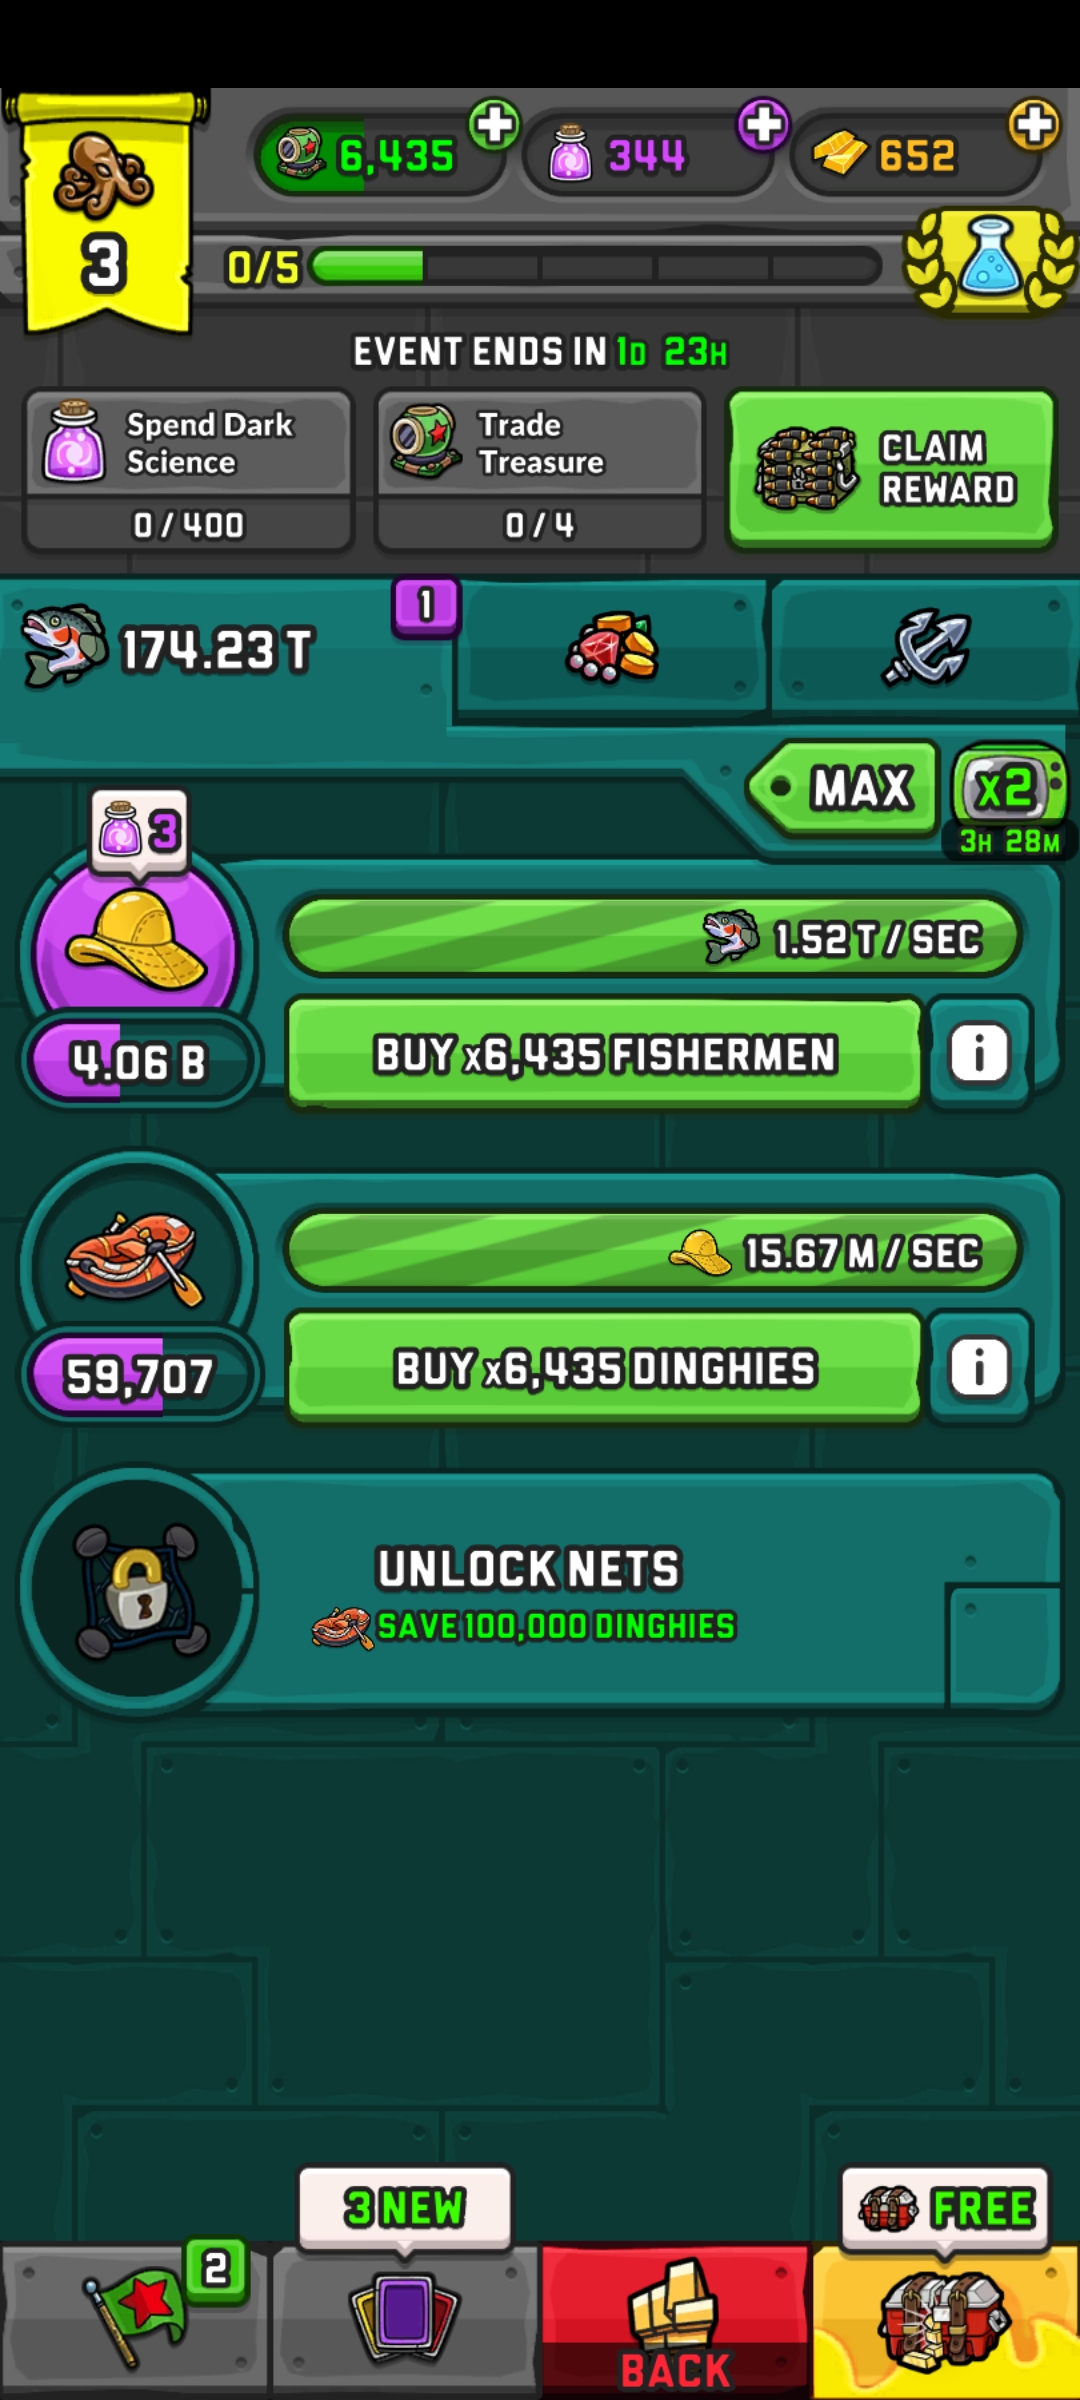 6,435
344
652
3
0/5
EVENT ENDS IN 1D 23H
Spend Dark
Science
0 / 400
Trade
Treasure
0 / 4
CLAIM
REWARD
174.23 T
1
MAX
x2
3H 28M
3
1.52 T / SEC
4.06 B
BUY x6,435 FISHERMEN
i
15.67 M / SEC
59,707
BUY x6,435 DINGHIES
i
UNLOCK NETS
SAVE 100,000 DINGHIES
2
3 NEW
BACK
FREE